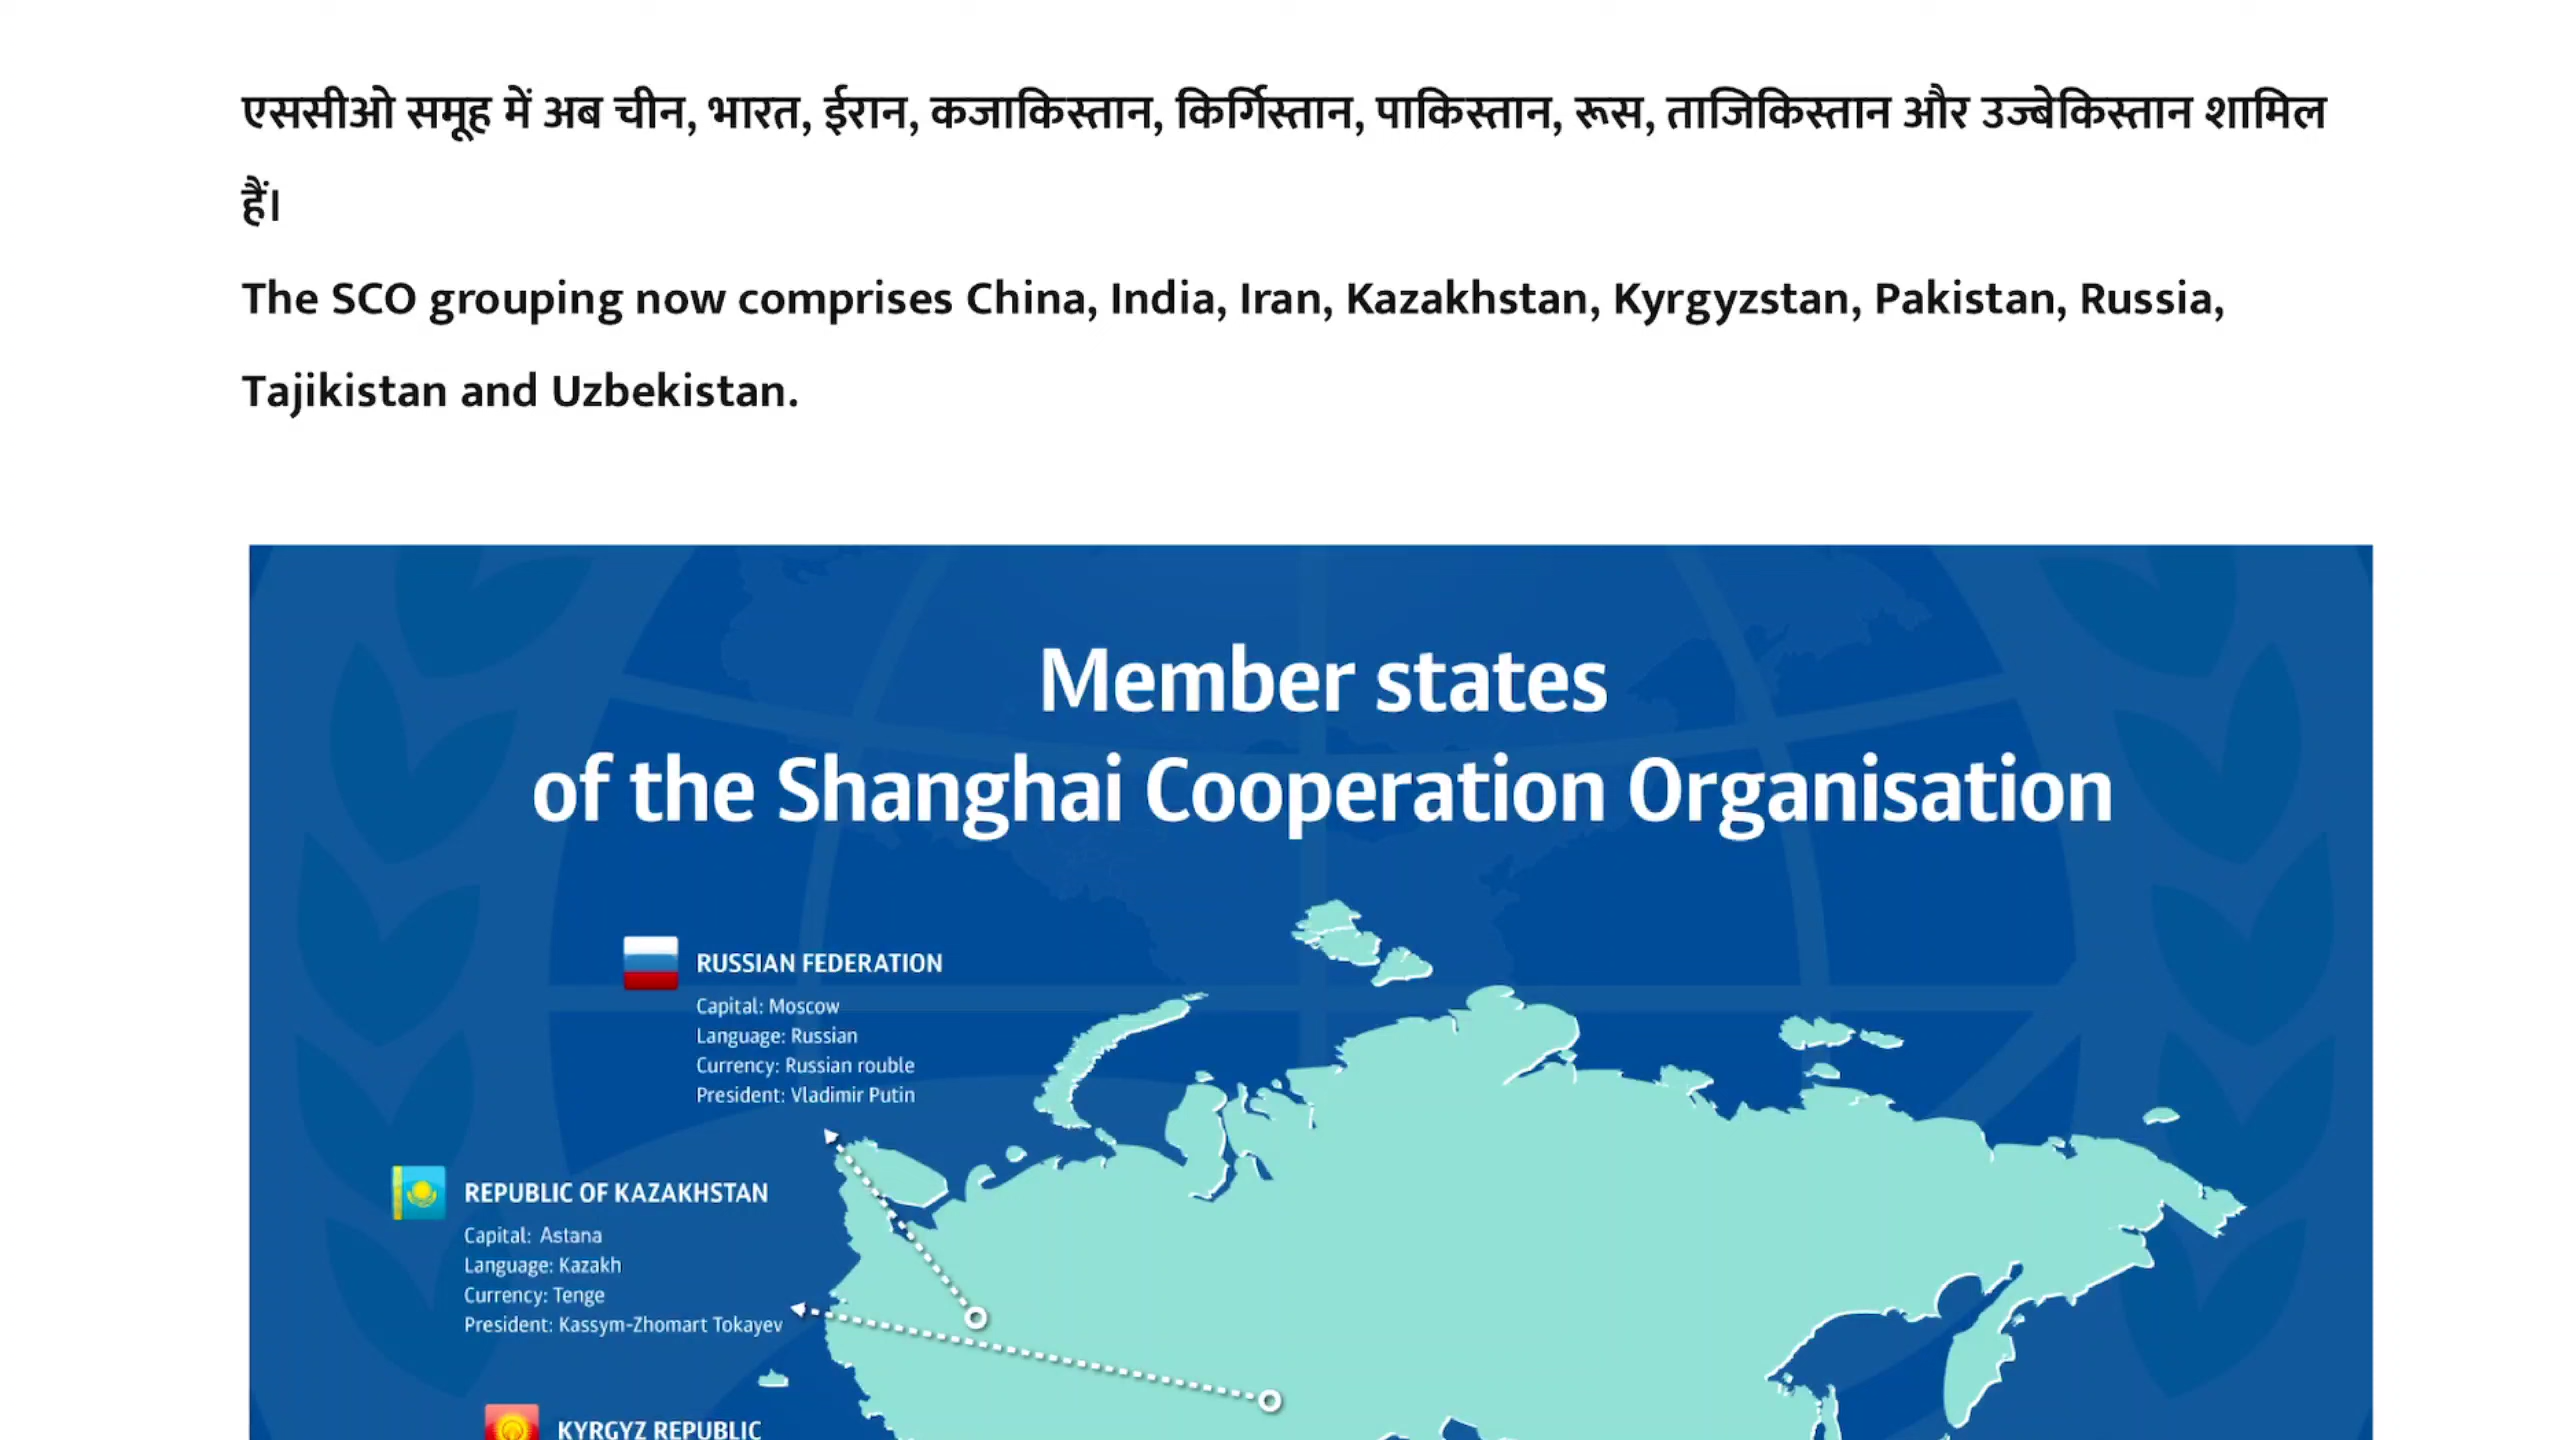 एससीओ समूह में अब चीन, भारत, ईरान, कजाकिस्तान, किर्गिस्तान, पाकिस्तान, रूस, ताजिकिस्तान और उज्बेकिस्तान शामिल
हैं।
The SCO grouping now comprises China, India, Iran, Kazakhstan, Kyrgyzstan, Pakistan, Russia,
Tajikistan and Uzbekistan.
Member states
of the Shanghai Cooperation Organisation
RUSSIAN FEDERATION
Capital: Moscow
Language: Russian
Currency: Russian rouble
President: Vladimir Putin
REPUBLIC OF KAZAKHSTAN
Capital: Astana
Language: Kazakh
Currency: Tenge
President: Kassym-Zhomart Tokayev
KYRGYZ REPUBLIC